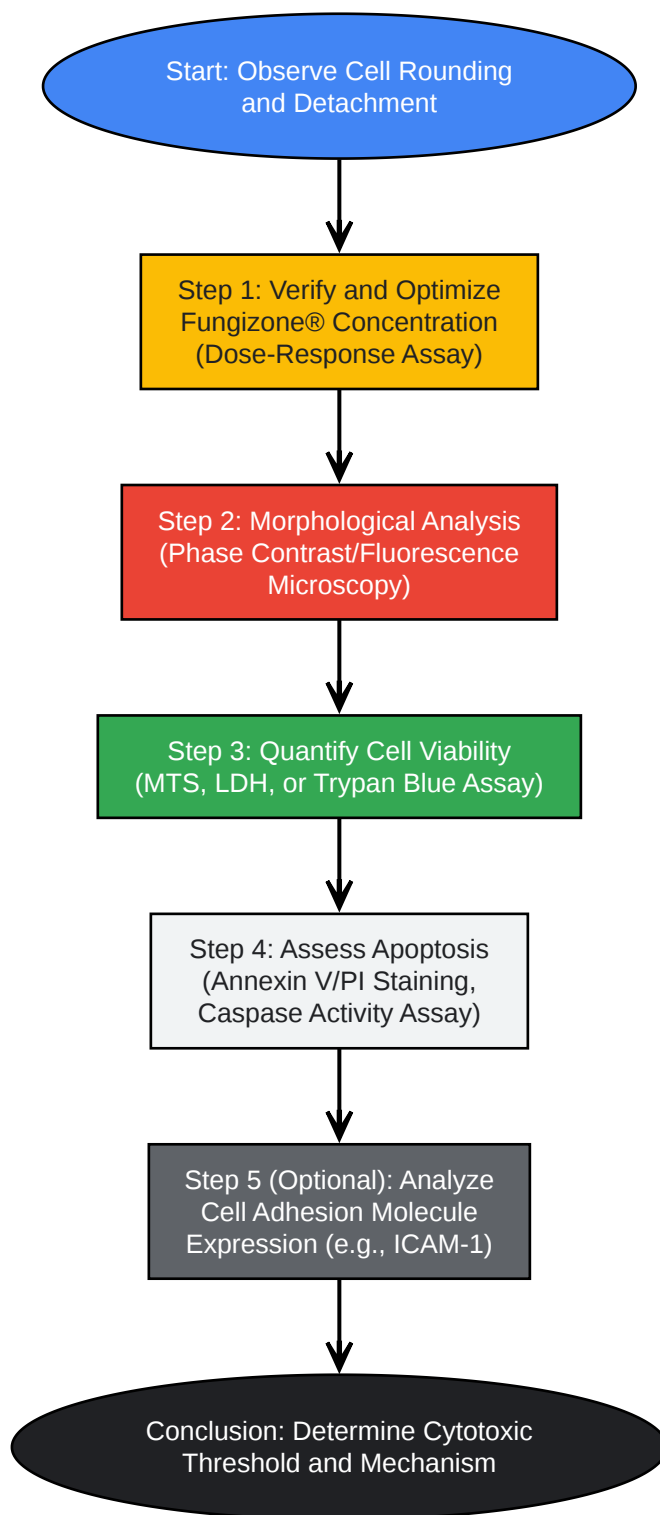 Start: Observe Cell Rounding
and Detachment
Step 1: Verify and Optimize
Fungizone® Concentration
(Dose-Response Assay)
Step 2: Morphological Analysis
(Phase Contrast/Fluorescence
Microscopy)
Step 3: Quantify Cell Viability
(MTS, LDH, or Trypan Blue Assay)
Step 4: Assess Apoptosis
(Annexin V/PI Staining,
Caspase Activity Assay)
Step 5 (Optional): Analyze
Cell Adhesion Molecule
Expression (e.g., ICAM-1)
Conclusion: Determine Cytotoxic
Threshold and Mechanism